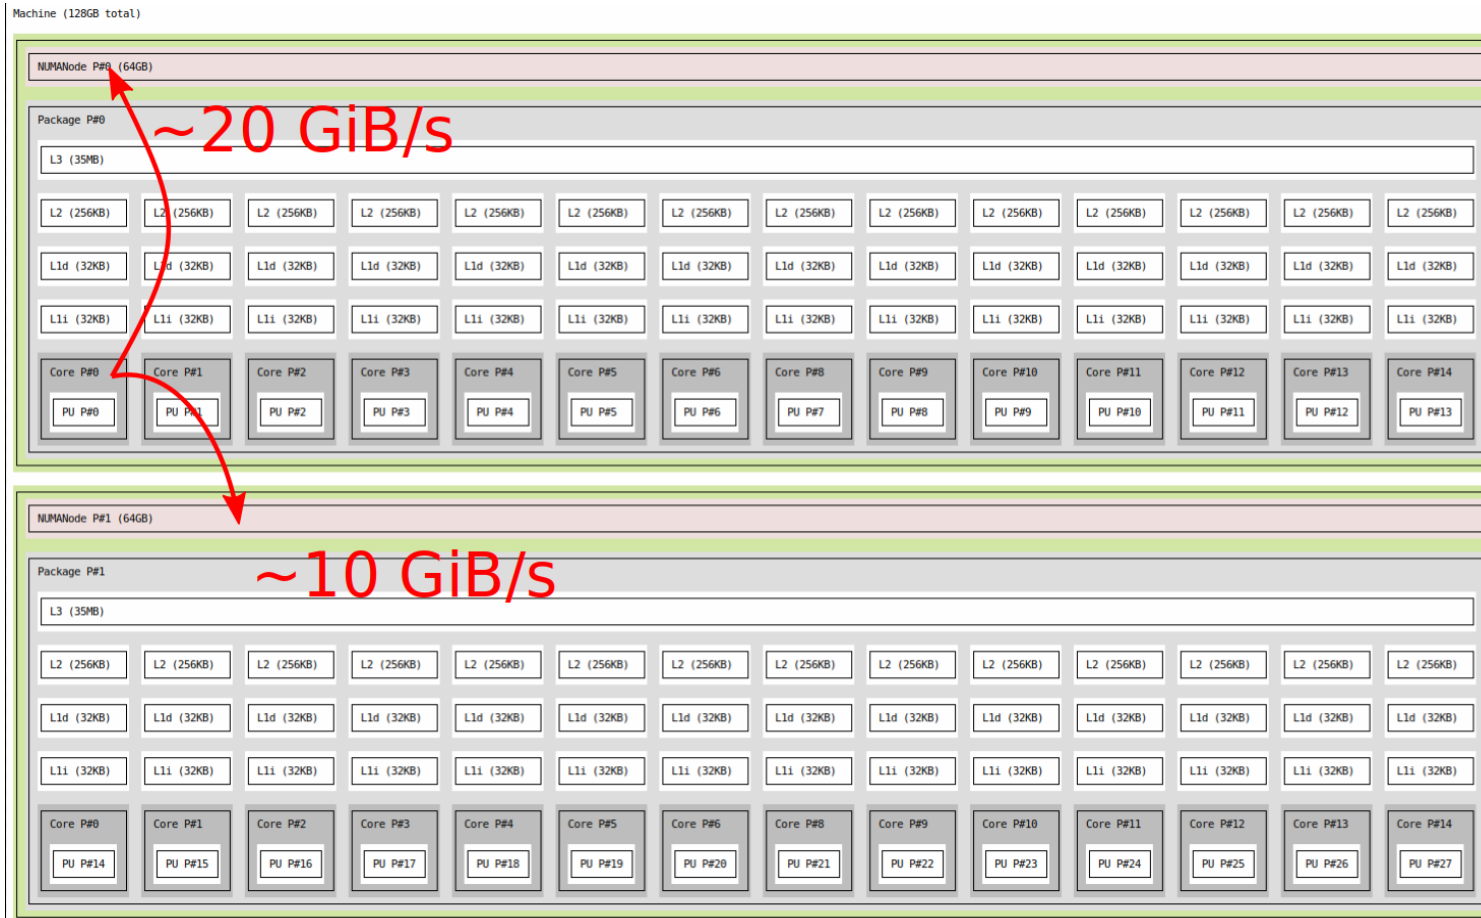 Machine (128GB total)
NUMANode P#0 (64GB)
Package P#0
~20 GiB/s
L3 (35MB)
L2 (256KB) L2 (256KB) L2 (256KB) L2 (256KB) L2 (256KB) L2 (256KB) L2 (256KB) L2 (256KB) L2 (256KB) L2 (256KB) L2 (256KB) L2 (256KB) L2 (256KB) L2 (256KB)
L1d (32KB) L1d (32KB) L1d (32KB) L1d (32KB) L1d (32KB) L1d (32KB) L1d (32KB) L1d (32KB) L1d (32KB) L1d (32KB) L1d (32KB) L1d (32KB) L1d (32KB) L1d (32KB)
L1i (32KB) L1i (32KB) L1i (32KB) L1i (32KB) L1i (32KB) L1i (32KB) L1i (32KB) L1i (32KB) L1i (32KB) L1i (32KB) L1i (32KB) L1i (32KB) L1i (32KB) L1i (32KB)
Core P#0 Core P#1 Core P#2 Core P#3 Core P#4 Core P#5 Core P#6 Core P#8 Core P#9 Core P#10 Core P#11 Core P#12 Core P#13 Core P#14
PU P#0 PU P#1 PU P#2 PU P#3 PU P#4 PU P#5 PU P#6 PU P#7 PU P#8 PU P#9 PU P#10 PU P#11 PU P#12 PU P#13
NUMANode P#1 (64GB)
Package P#1
~10 GiB/s
L3 (35MB)
L2 (256KB) L2 (256KB) L2 (256KB) L2 (256KB) L2 (256KB) L2 (256KB) L2 (256KB) L2 (256KB) L2 (256KB) L2 (256KB) L2 (256KB) L2 (256KB) L2 (256KB) L2 (256KB)
L1d (32KB) L1d (32KB) L1d (32KB) L1d (32KB) L1d (32KB) L1d (32KB) L1d (32KB) L1d (32KB) L1d (32KB) L1d (32KB) L1d (32KB) L1d (32KB) L1d (32KB) L1d (32KB)
L1i (32KB) L1i (32KB) L1i (32KB) L1i (32KB) L1i (32KB) L1i (32KB) L1i (32KB) L1i (32KB) L1i (32KB) L1i (32KB) L1i (32KB) L1i (32KB) L1i (32KB) L1i (32KB)
Core P#0 Core P#1 Core P#2 Core P#3 Core P#4 Core P#5 Core P#6 Core P#8 Core P#9 Core P#10 Core P#11 Core P#12 Core P#13 Core P#14
PU P#14 PU P#15 PU P#16 PU P#17 PU P#18 PU P#19 PU P#20 PU P#21 PU P#22 PU P#23 PU P#24 PU P#25 PU P#26 PU P#27